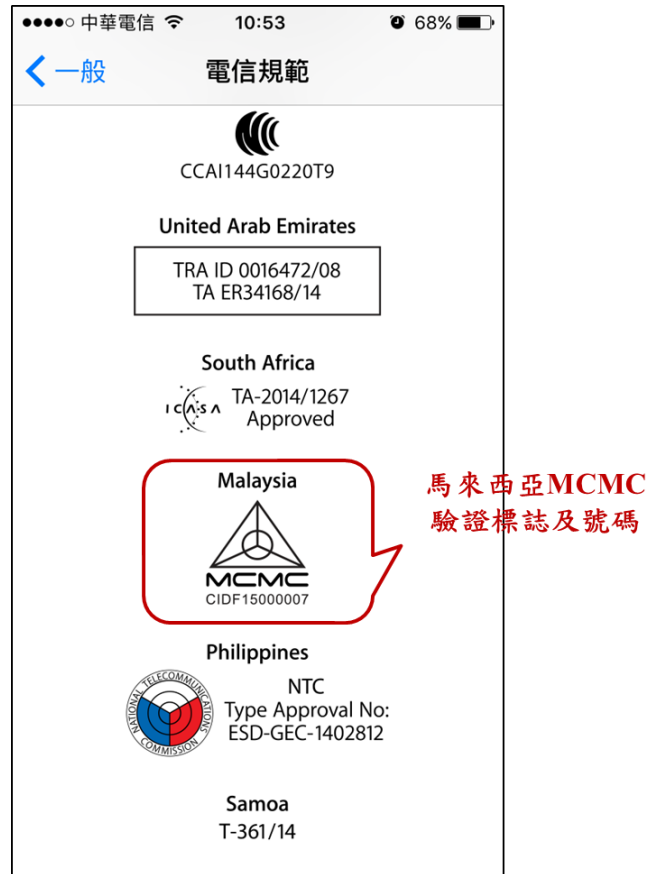 中華電信 10:53 68%
一般 電信規範
CCAI144G0220T9
United Arab Emirates
TRA ID 0016472/08
TA ER34168/14
South Africa
ICASA
TA-2014/1267
Approved
Malaysia
MCMC
CIDF15000007
馬來西亞MCMC
驗證標誌及號碼
Philippines
NATIONAL TELECOMMUNICATIONS COMMISSION
NTC
Type Approval No:
ESD-GEC-1402812
Samoa
T-361/14